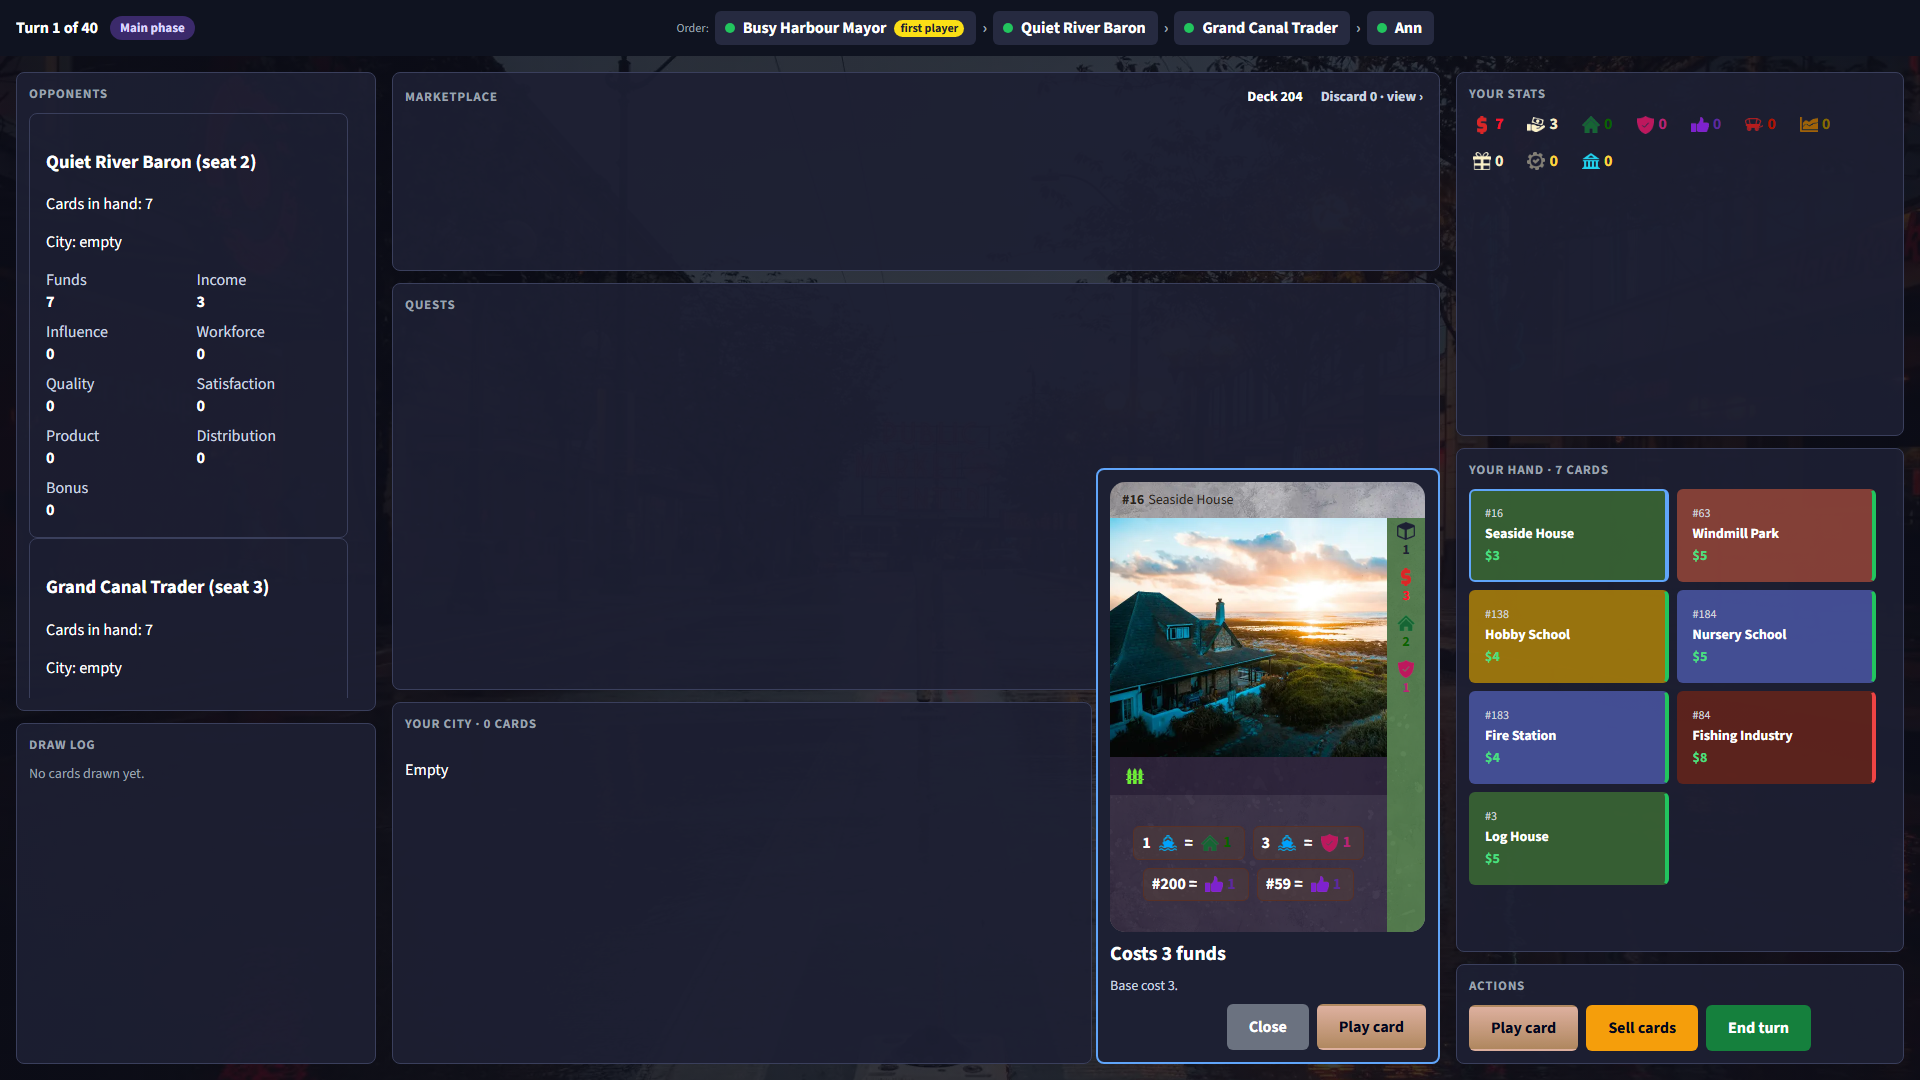 Turn 1 of 40 Main phase
Order: Busy Harbour Mayor first player › Quiet River Baron › Grand Canal Trader › Ann
OPPONENTS
Quiet River Baron (seat 2)
Cards in hand: 7
City: empty
Funds Income
7 3
Influence Workforce
0 0
Quality Satisfaction
0 0
Product Distribution
0 0
Bonus
0
Grand Canal Trader (seat 3)
Cards in hand: 7
City: empty
DRAW LOG
No cards drawn yet.
MARKETPLACE
Deck 204 Discard 0 · view ›
QUESTS
YOUR CITY · 0 CARDS
Empty
#16 Seaside House
1
3
2
1
1 = 1 3 = 1
#200 = 1 #59 = 1
Costs 3 funds
Base cost 3.
Close Play card
YOUR STATS
7 3 0 0 0 0 0
0 0 0
YOUR HAND · 7 CARDS
#16
Seaside House
$3
#63
Windmill Park
$5
#138
Hobby School
$4
#184
Nursery School
$5
#183
Fire Station
$4
#84
Fishing Industry
$8
#3
Log House
$5
ACTIONS
Play card Sell cards End turn